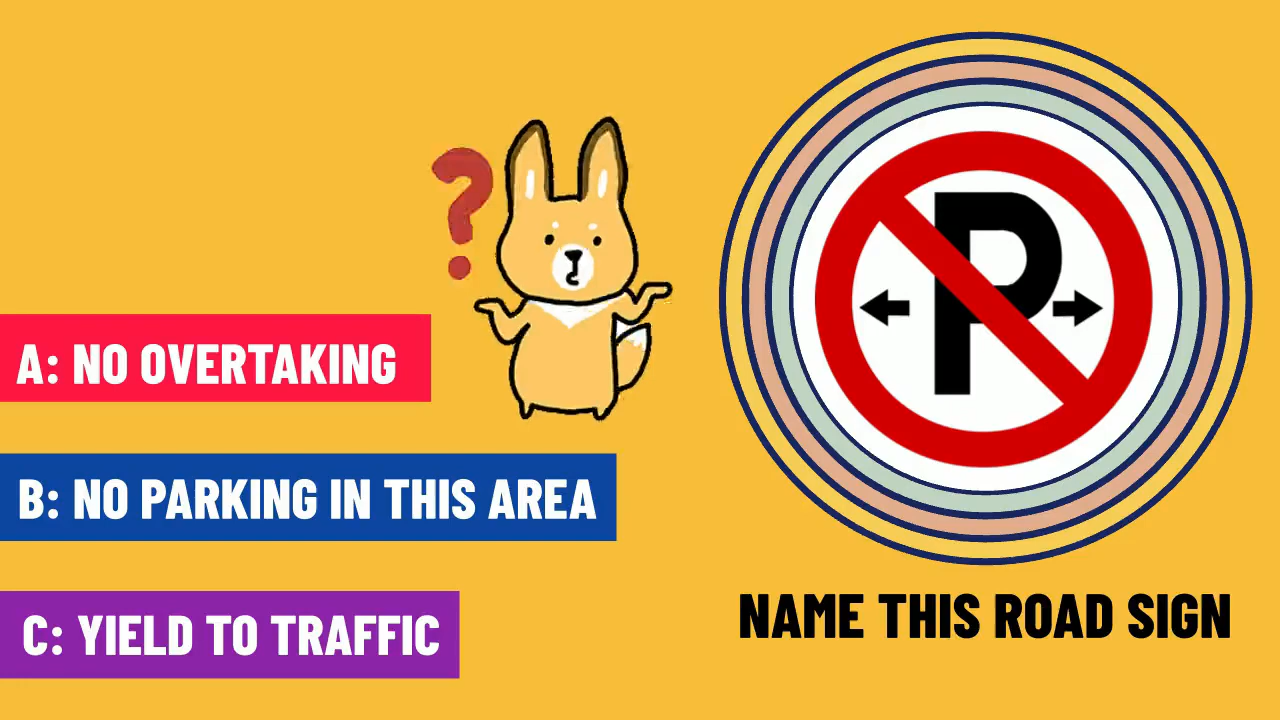 ?
P
A: NO OVERTAKING
B: NO PARKING IN THIS AREA
C: YIELD TO TRAFFIC
NAME THIS ROAD SIGN